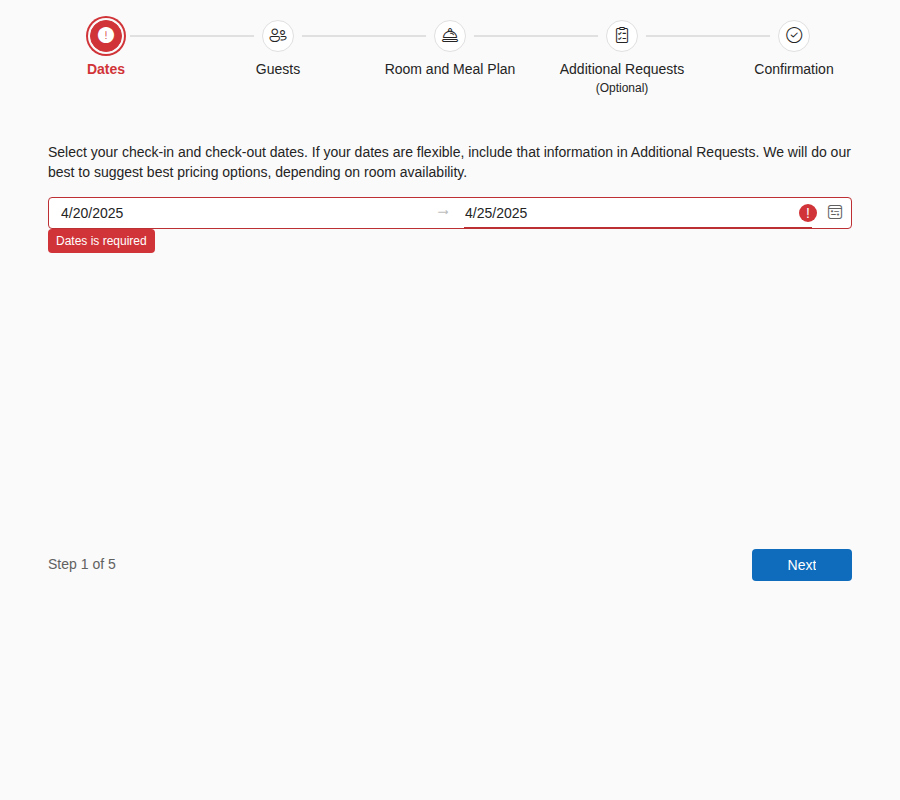 Dates
Guests
Room and Meal Plan
Additional Requests
(Optional)
Confirmation
Select your check-in and check-out dates. If your dates are flexible, include that information in Additional Requests. We will do our
best to suggest best pricing options, depending on room availability.
4/20/2025 → 4/25/2025
Dates is required
Step 1 of 5
Next